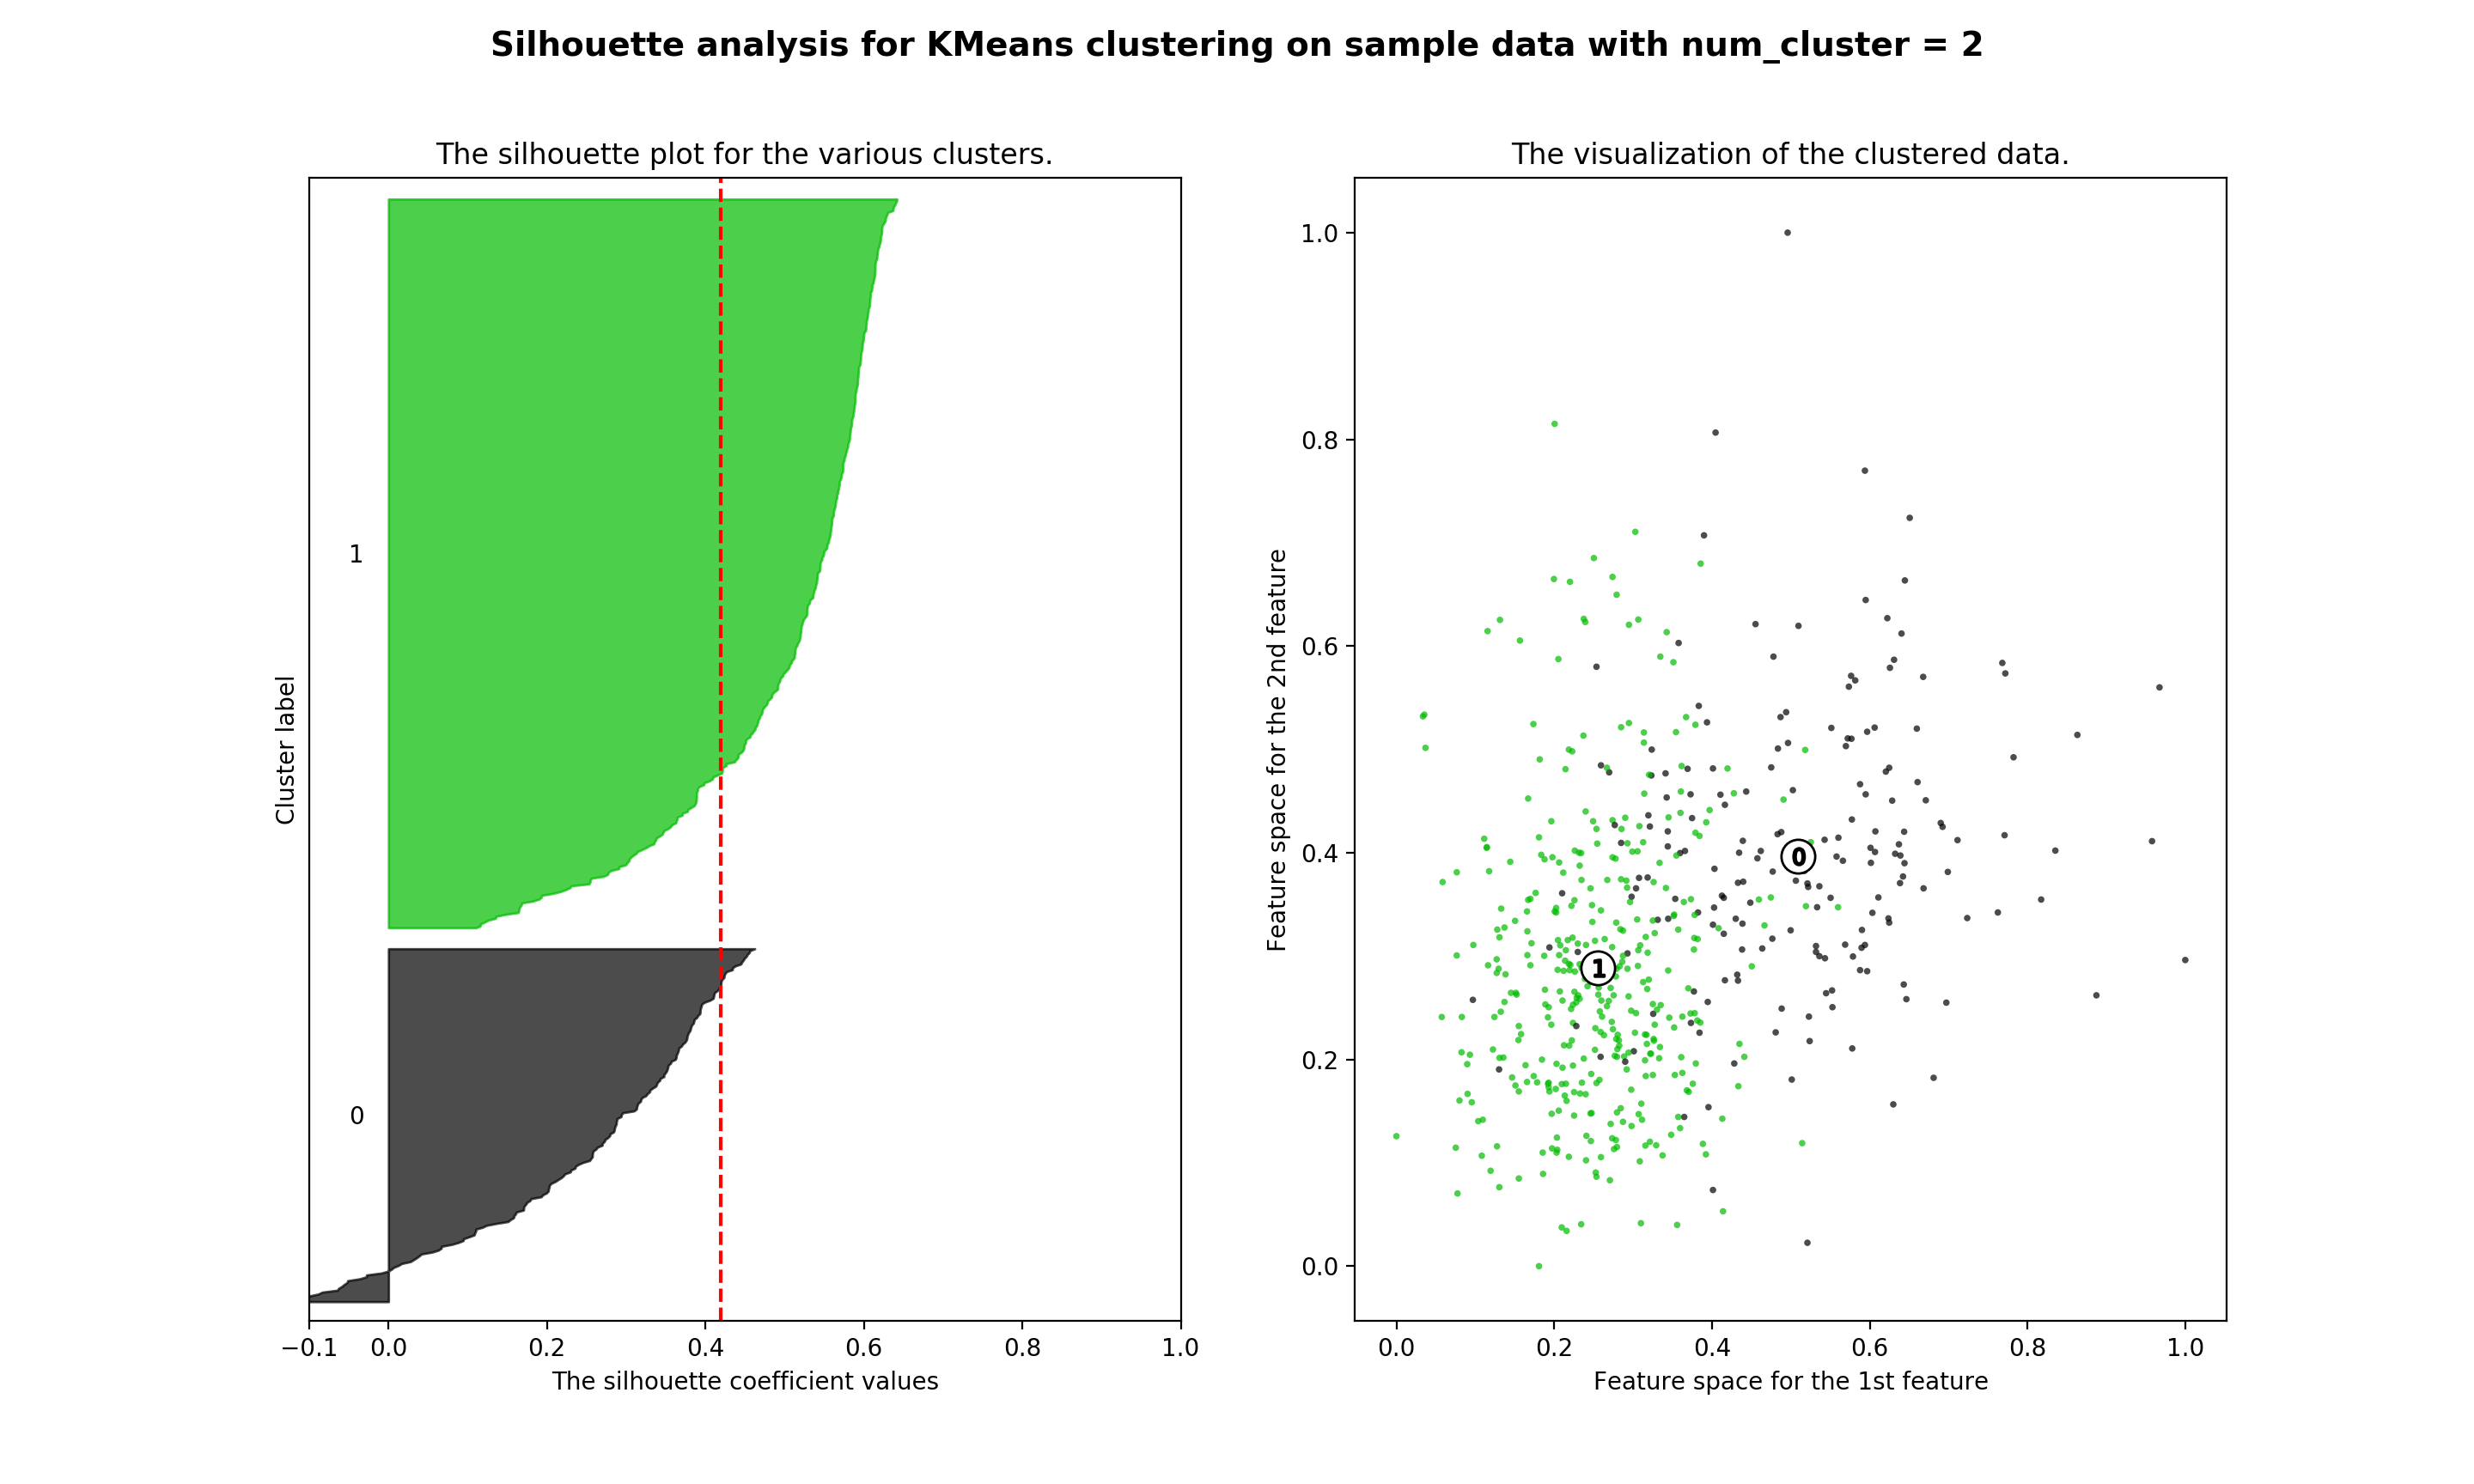 Silhouette analysis for KMeans clustering on sample data with num_cluster = 2
The silhouette plot for the various clusters.
Cluster label
1
0
−0.1 0.0 0.2 0.4 0.6 0.8 1.0
The silhouette coefficient values
The visualization of the clustered data.
Feature space for the 2nd feature
1.0
0.8
0.6
0.4
0.2
0.0
0
1
0.0 0.2 0.4 0.6 0.8 1.0
Feature space for the 1st feature